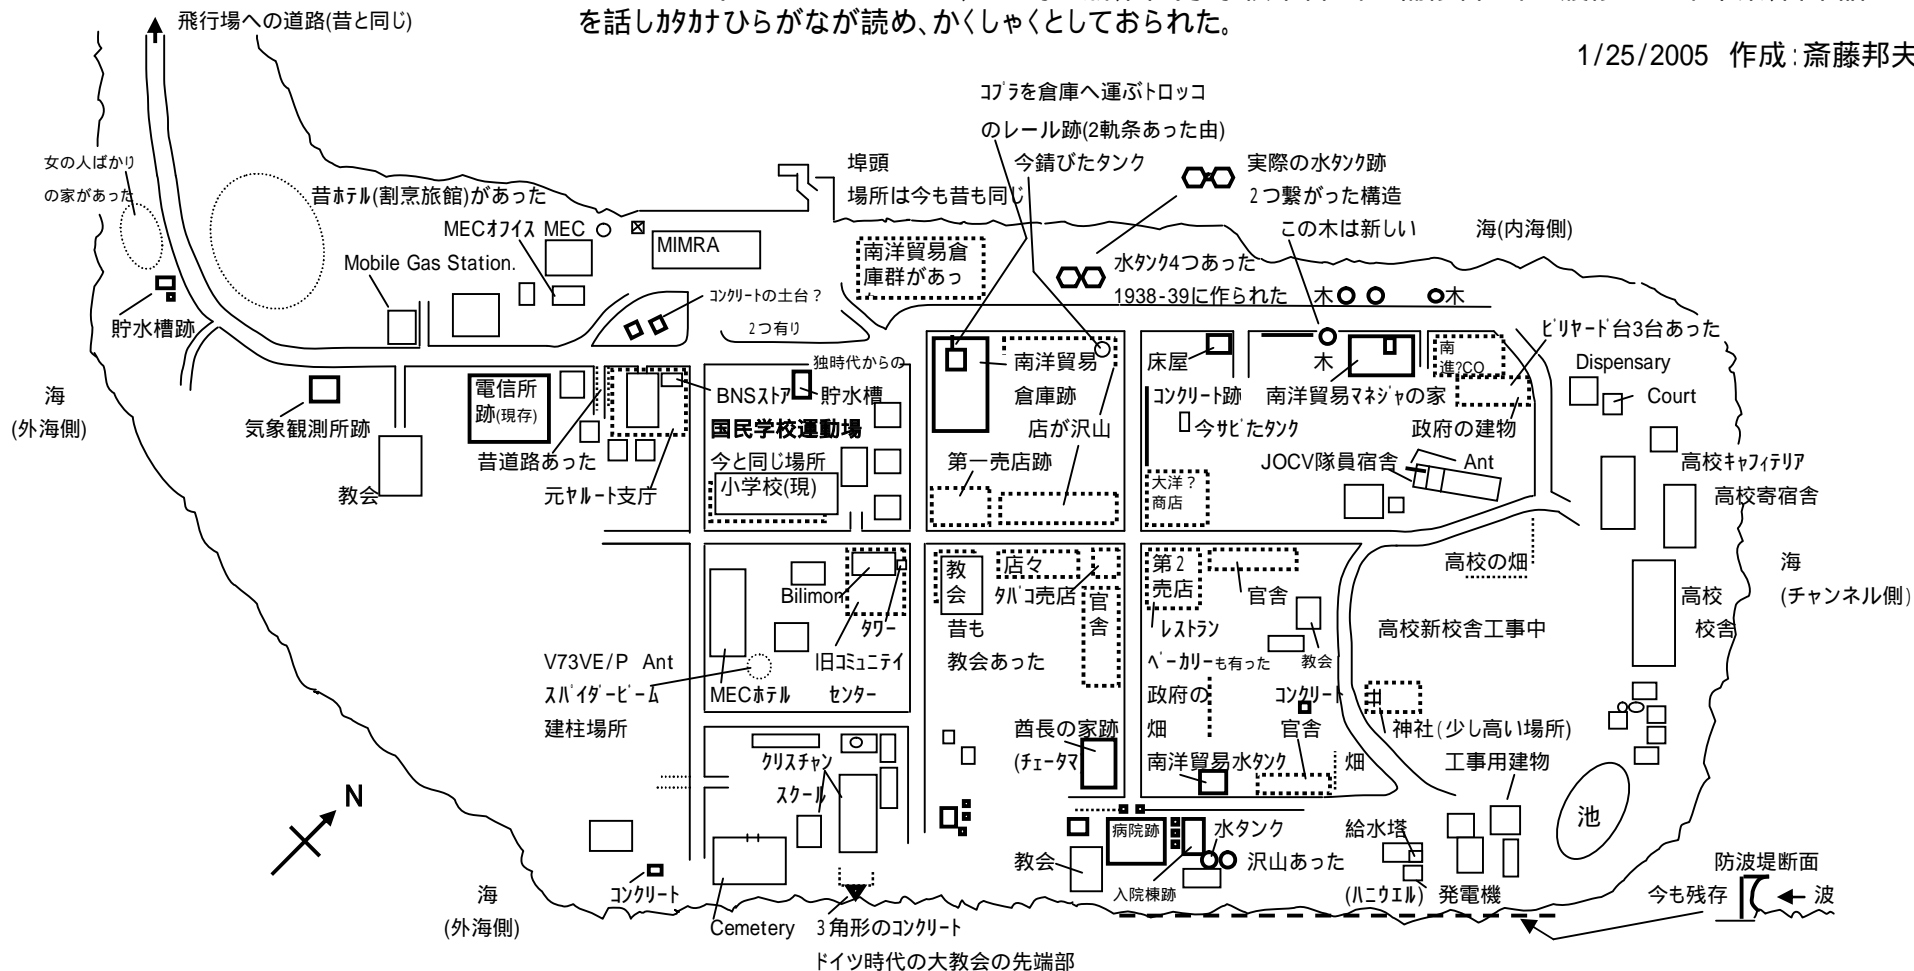 を話しｶﾀｶﾅひらがなが読め、かくしゃくとしておられた。
飛行場への道路(昔と同じ)
1/25/2005 作成:斎藤邦夫
ｺﾌﾟﾗを倉庫へ運ぶトロッコ
のレール跡(2軌条あった由)
女の人ばかり
の家があった
埠頭
場所は今も昔も同じ
今錆びたタンク
実際の水タンク跡
2つ繋がった構造
この木は新しい
海(内海側)
昔ﾎﾃﾙ(割烹旅館)があった
MECｵﾌｲｽ MEC
MIMRA
Mobile Gas Station.
南洋貿易倉
庫群があっ
水ﾀﾝｸ4つあった
1938-39に作られた
木
木
ｺﾝｸﾘｰﾄの土台？
2つ有り
貯水槽跡
ﾋﾞﾘﾔｰﾄﾞ台3台あった
独時代からの
貯水槽
南洋貿易
倉庫跡
店が沢山
床屋
木
南
進?CO
Dispensary
Court
海
(外海側)
気象観測所跡
電信所
跡(現存)
BNSｽﾄｱ
国民学校運動場
今と同じ場所
小学校(現)
ｺﾝｸﾘｰﾄ跡
南洋貿易ﾏﾈｼﾞｬの家
今ｻﾋﾞたﾀﾝｸ
政府の建物
昔道路あった
元ﾔﾙｰﾄ支庁
教会
第一売店跡
大洋？
商店
JOCV隊員宿舎
Ant
高校ｷｬﾌｨﾃﾘｱ
高校寄宿舎
Bilimon
ﾀﾜｰ
教
会
店々
ﾀﾊﾞｺ売店
官
舎
第2
売店
官舎
高校の畑
海
(チャンネル側)
高校
校舎
V73VE/P Ant
ｽﾊﾟｲﾀﾞｰﾋﾞｰﾑ
建柱場所
MECﾎﾃﾙ
旧ｺﾐｭﾆﾃｲ
センター
昔も
教会あった
ﾚｽﾄﾗﾝ
ﾍﾞｰｶﾘｰも有った
教会
高校新校舎工事中
政府の
畑
ｺﾝｸﾘｰﾄ
官舎
神社(少し高い場所)
酋長の家跡
(ﾁｪｰﾀﾏ
南洋貿易水ﾀﾝｸ
畑
工事用建物
ｸﾘｽﾁｬﾝ
ｽｸｰﾙ
N
池
病院跡
水タンク
沢山あった
給水塔
教会
入院棟跡
(ﾊﾆｳｴﾙ)
発電機
防波堤断面
今も残存
波
海
(外海側)
ｺﾝｸﾘｰﾄ
Cemetery
3角形のｺﾝｸﾘｰﾄ
ドイツ時代の大教会の先端部